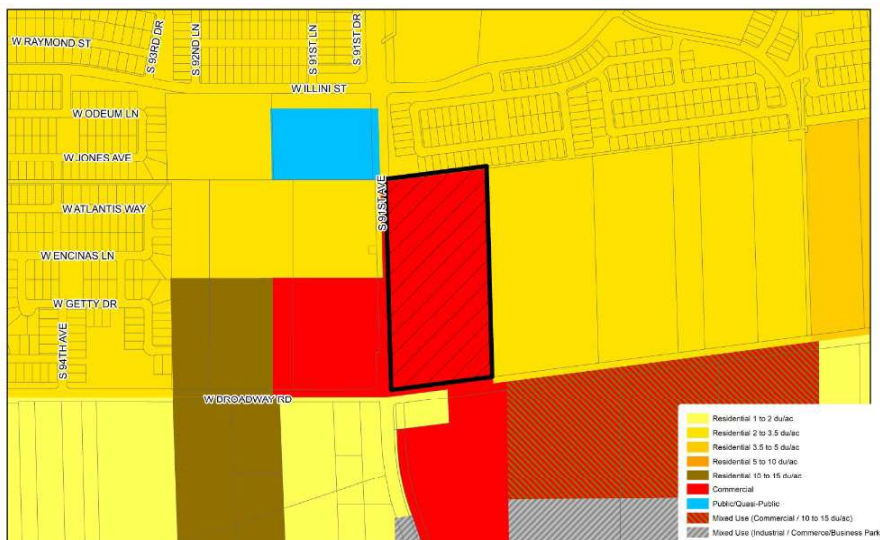 W RAYMOND ST
S 93RD DR
S 92ND LN
S 91ST LN
S 91ST DR
W ILLINI ST
W ODEUM LN
W JONES AVE
S 91ST AVE
W ATLANTIS WAY
W ENCINAS LN
W GETTY DR
S 94TH AVE
W BROADWAY RD
Residential 1 to 2 du/ac
Residential 2 to 3.5 du/ac
Residential 3.5 to 5 du/ac
Residential 5 to 10 du/ac
Residential 10 to 15 du/ac
Commercial
Public/Quasi-Public
Mixed Use (Commercial / 10 to 15 du/ac)
Mixed Use (Industrial / Commerce/Business Park